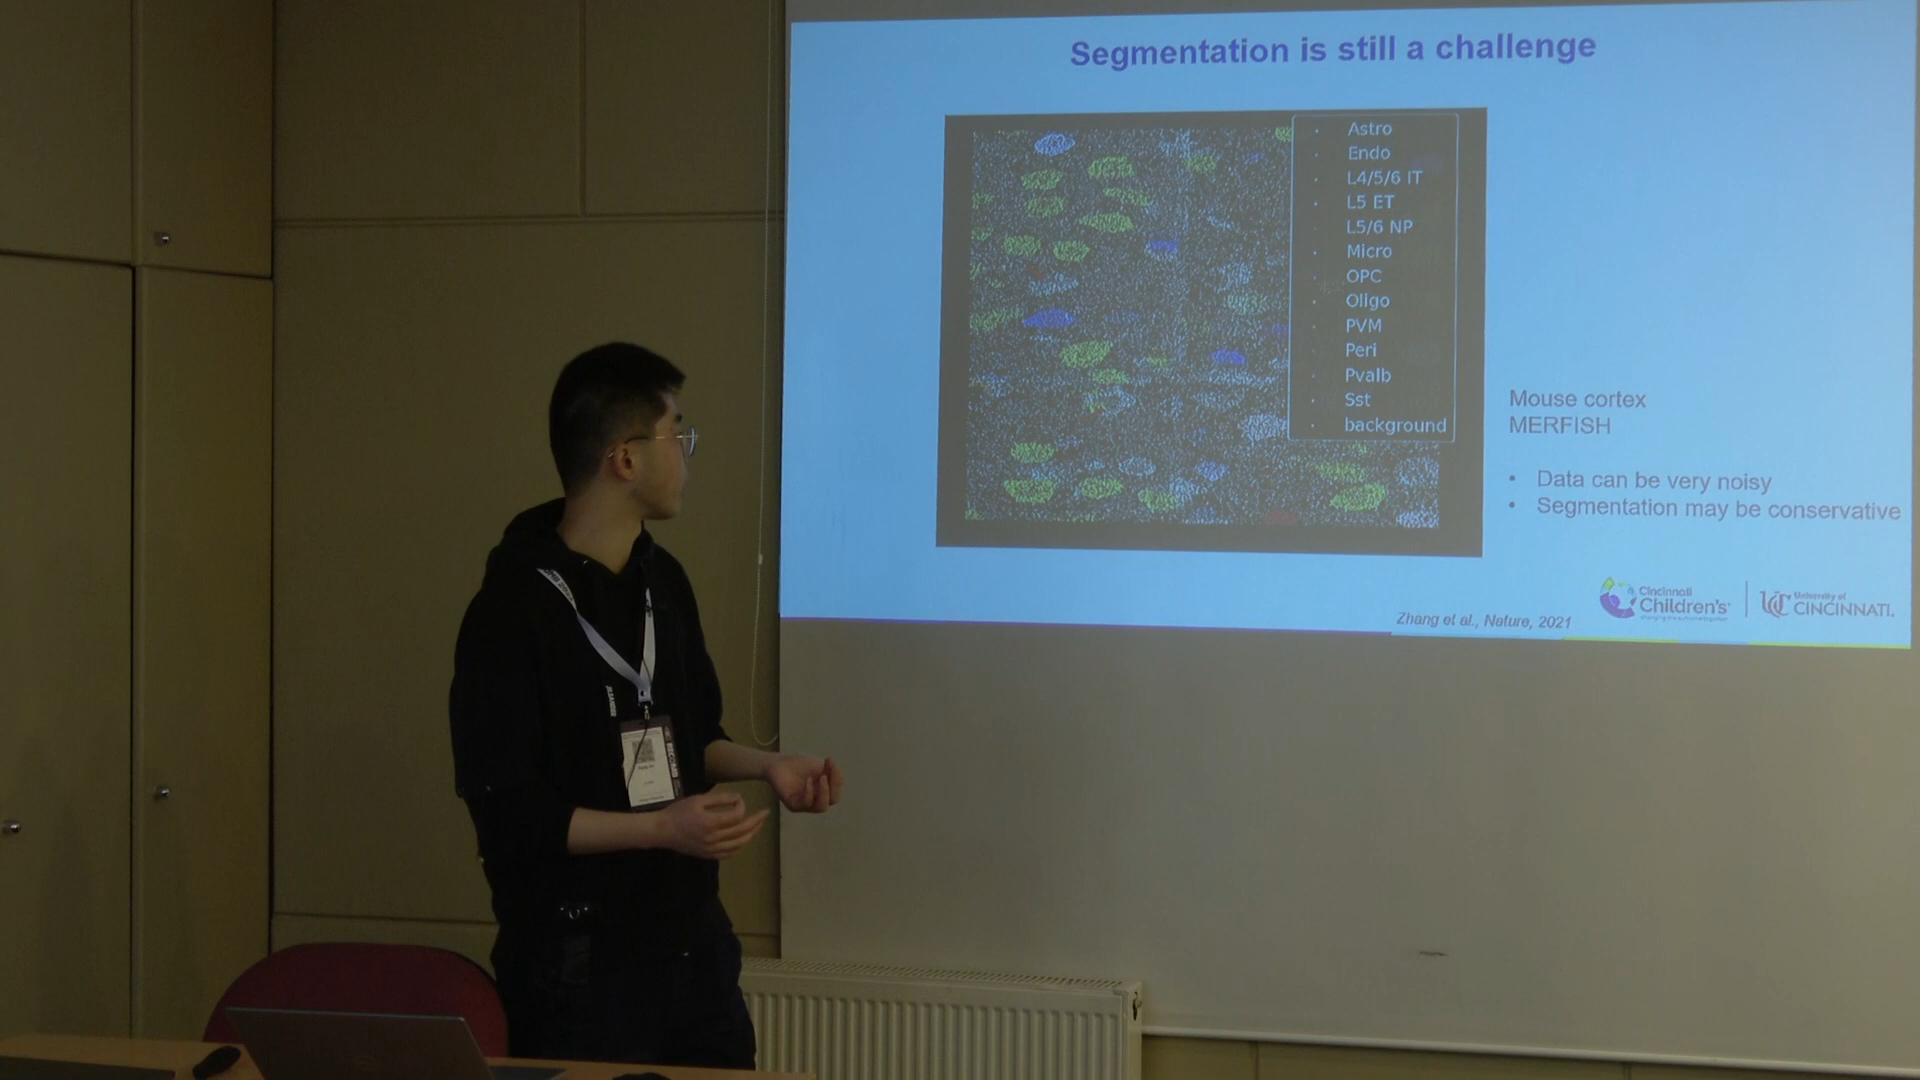 Segmentation is still a challenge
Astro
Endo
L4/5/6 IT
L5 ET
L5/6 NP
Micro
OPC
Oligo
PVM
Peri
Pvalb
Sst
background
Mouse cortex
MERFISH
• Data can be very noisy
• Segmentation may be conservative
Zhang et al., Nature, 2021
Cincinnati
Children's
University of
CINCINNATI.